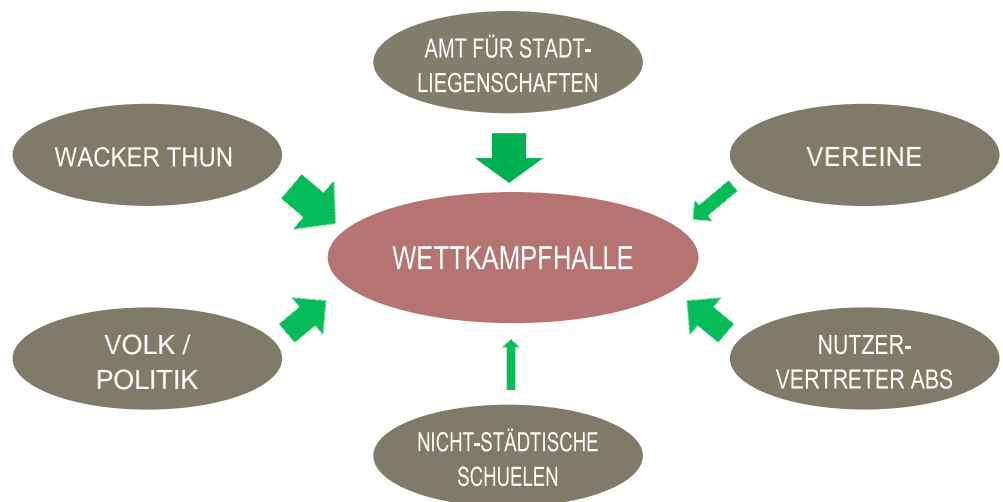 AMT FÜR STADT-
LIEGENSCHAFTEN
WACKER THUN
VEREINE
WETTKAMPFHALLE
VOLK /
POLITIK
NUTZER-
VERTRETER ABS
NICHT-STÄDTISCHE
SCHUELEN